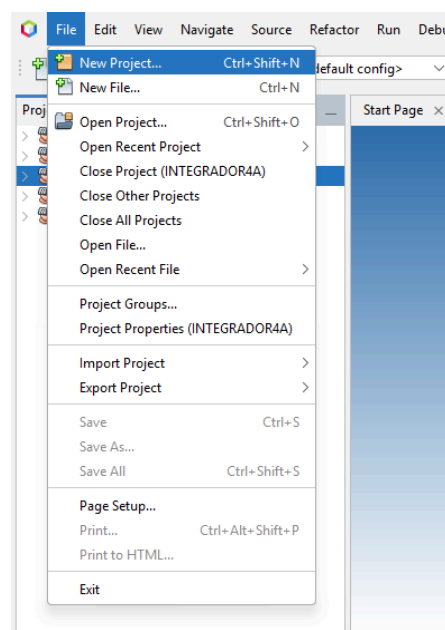 File Edit View Navigate Source Refactor Run Debu
New Project... Ctrl+Shift+N
default config>
New File... Ctrl+N
Proj
Start Page
Open Project... Ctrl+Shift+O
Open Recent Project
Close Project (INTEGRADOR4A)
Close Other Projects
Close All Projects
Open File...
Open Recent File
Project Groups...
Project Properties (INTEGRADOR4A)
Import Project
Export Project
Save Ctrl+S
Save As...
Save All Ctrl+Shift+S
Page Setup...
Print... Ctrl+Alt+Shift+P
Print to HTML...
Exit